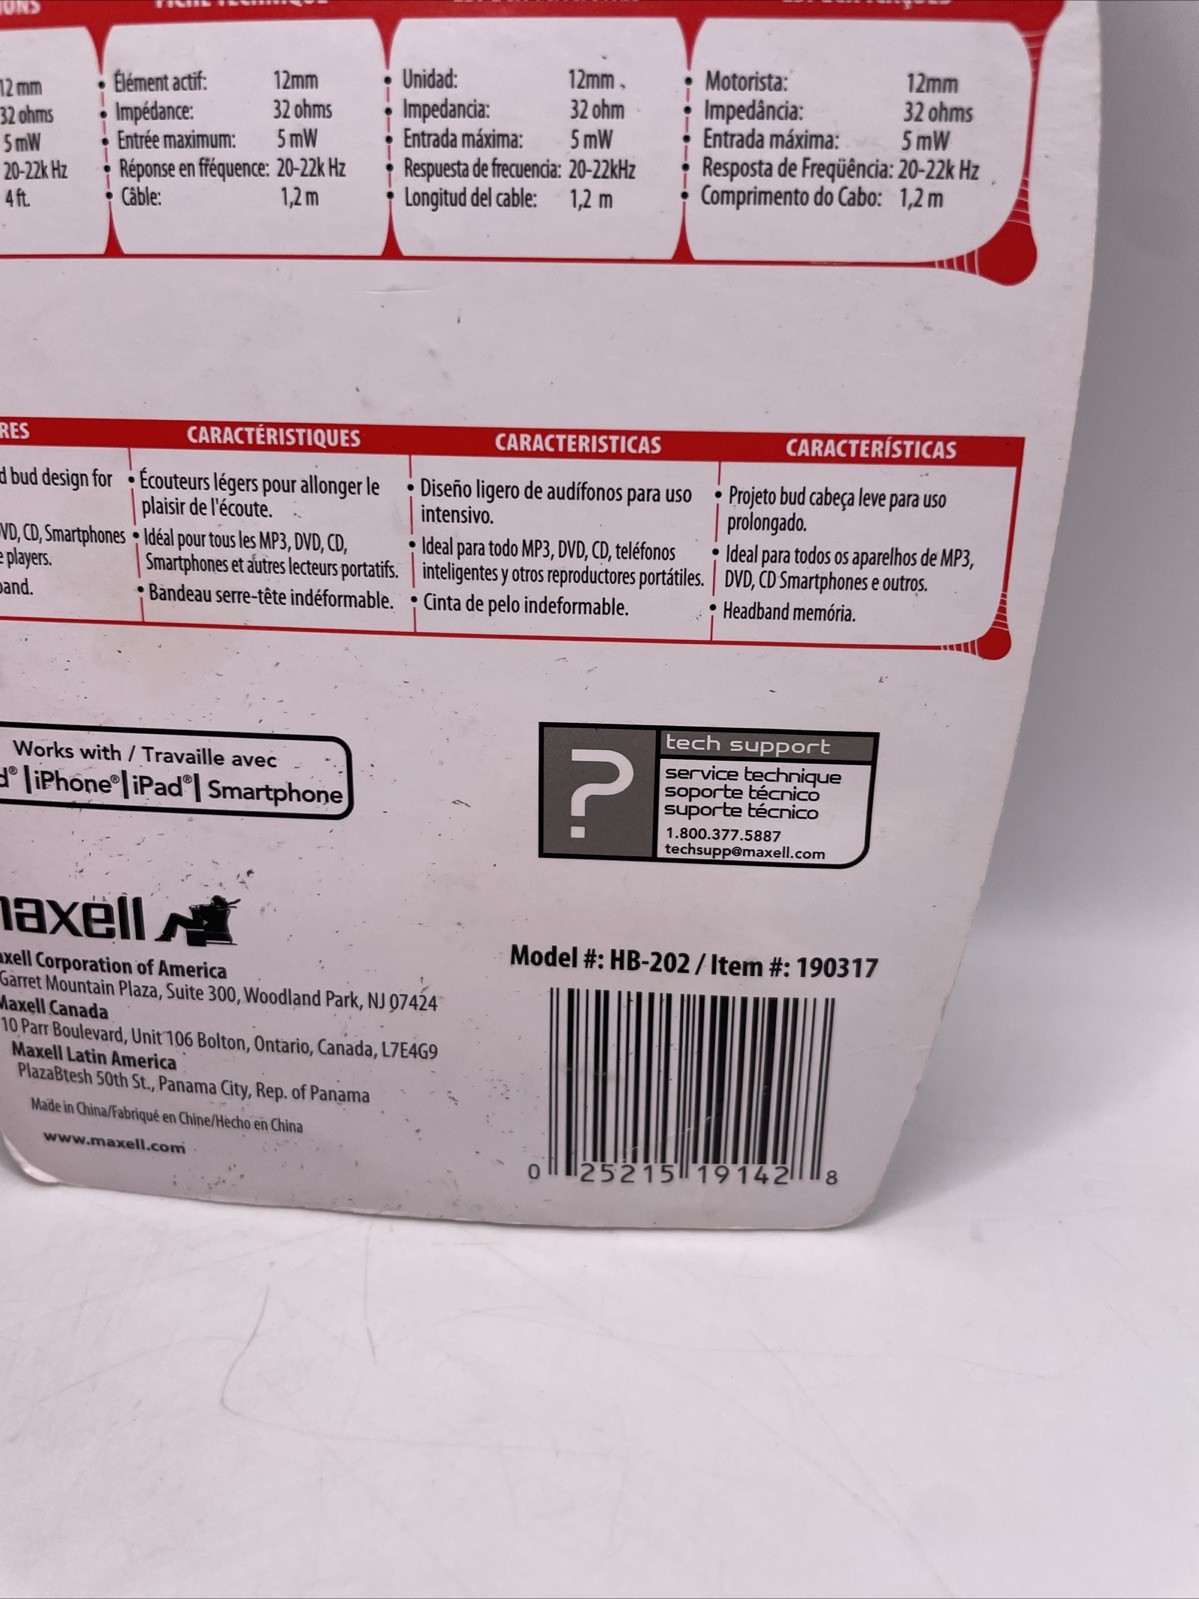 12 mm
32 ohms
5 mW
20-22k Hz
4 ft.
• Élément actif: 12mm
• Impédance: 32 ohms
• Entrée maximum: 5 mW
• Réponse en fféquence: 20-22k Hz
• Câble: 1,2 m
• Unidad: 12mm
• Impedancia: 32 ohm
• Entrada máxima: 5 mW
• Respuesta de frecuencia: 20-22kHz
• Longitud del cable: 1,2 m
• Motorista: 12mm
• Impedância: 32 ohms
• Entrada máxima: 5 mW
• Resposta de Freqüência: 20-22k Hz
• Comprimento do Cabo: 1,2 m
bud design for
CD, Smartphones
players.
CARACTÉRISTIQUES
• Écouteurs légers pour allonger le
plaisir de l'écoute.
• Idéal pour tous les MP3, DVD, CD,
Smartphones et autres lecteurs portatifs.
• Bandeau serre-tête indéformable.
CARACTERISTICAS
• Diseño ligero de audífonos para uso
intensivo.
• Ideal para todo MP3, DVD, CD, teléfonos
inteligentes y otros reproductores portátiles.
• Cinta de pelo indeformable.
CARACTERÍSTICAS
• Projeto bud cabeça leve para uso
prolongado.
• Ideal para todos os aparelhos de MP3,
DVD, CD Smartphones e outros.
• Headband memória.
Works with / Travaille avec
d® | iPhone® | iPad® | Smartphone
?
tech support
service technique
soporte técnico
suporte técnico
1.800.377.5887
techsupp@maxell.com
maxell
Maxell Corporation of America
Garret Mountain Plaza, Suite 300, Woodland Park, NJ 07424
Maxell Canada
10 Parr Boulevard, Unit 106 Bolton, Ontario, Canada, L7E4G9
Maxell Latin America
PlazaBtesh 50th St., Panama City, Rep. of Panama
Made in China/Fabriqué en Chine/Hecho en China
www.maxell.com
Model #: HB-202 / Item #: 190317
0 25215 19142 8